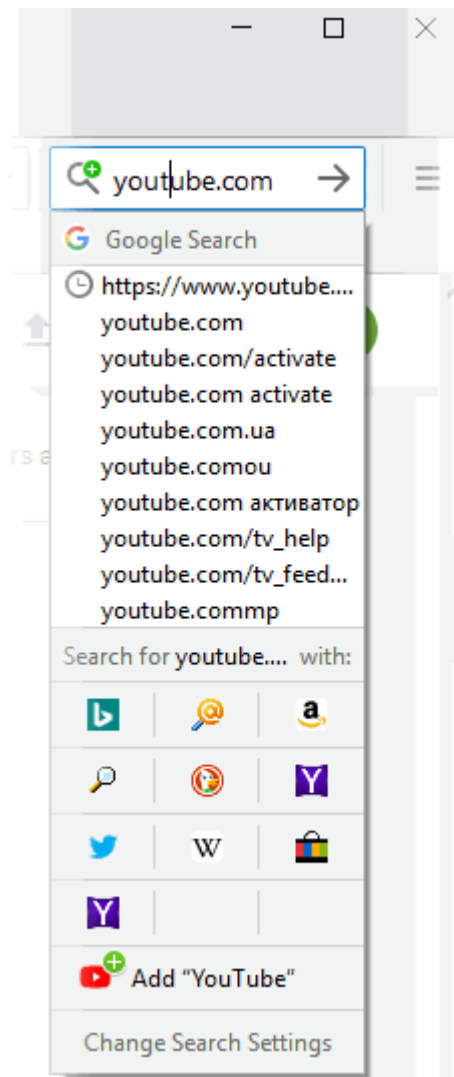 youtube.com
Google Search
https://www.youtube....
youtube.com
youtube.com/activate
youtube.com activate
youtube.com.ua
youtube.comou
youtube.com активатор
youtube.com/tv_help
youtube.com/tv_feed...
youtube.commp
Search for youtube.... with:
Add “YouTube”
Change Search Settings